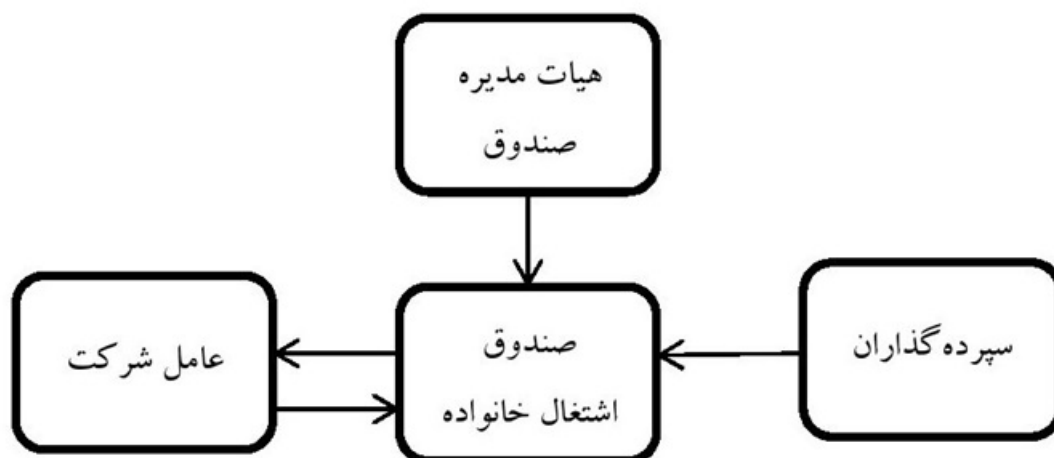 هیات مدیره
صندوق
سپرده‌گذاران
صندوق
اشتغال خانواده
عامل شرکت